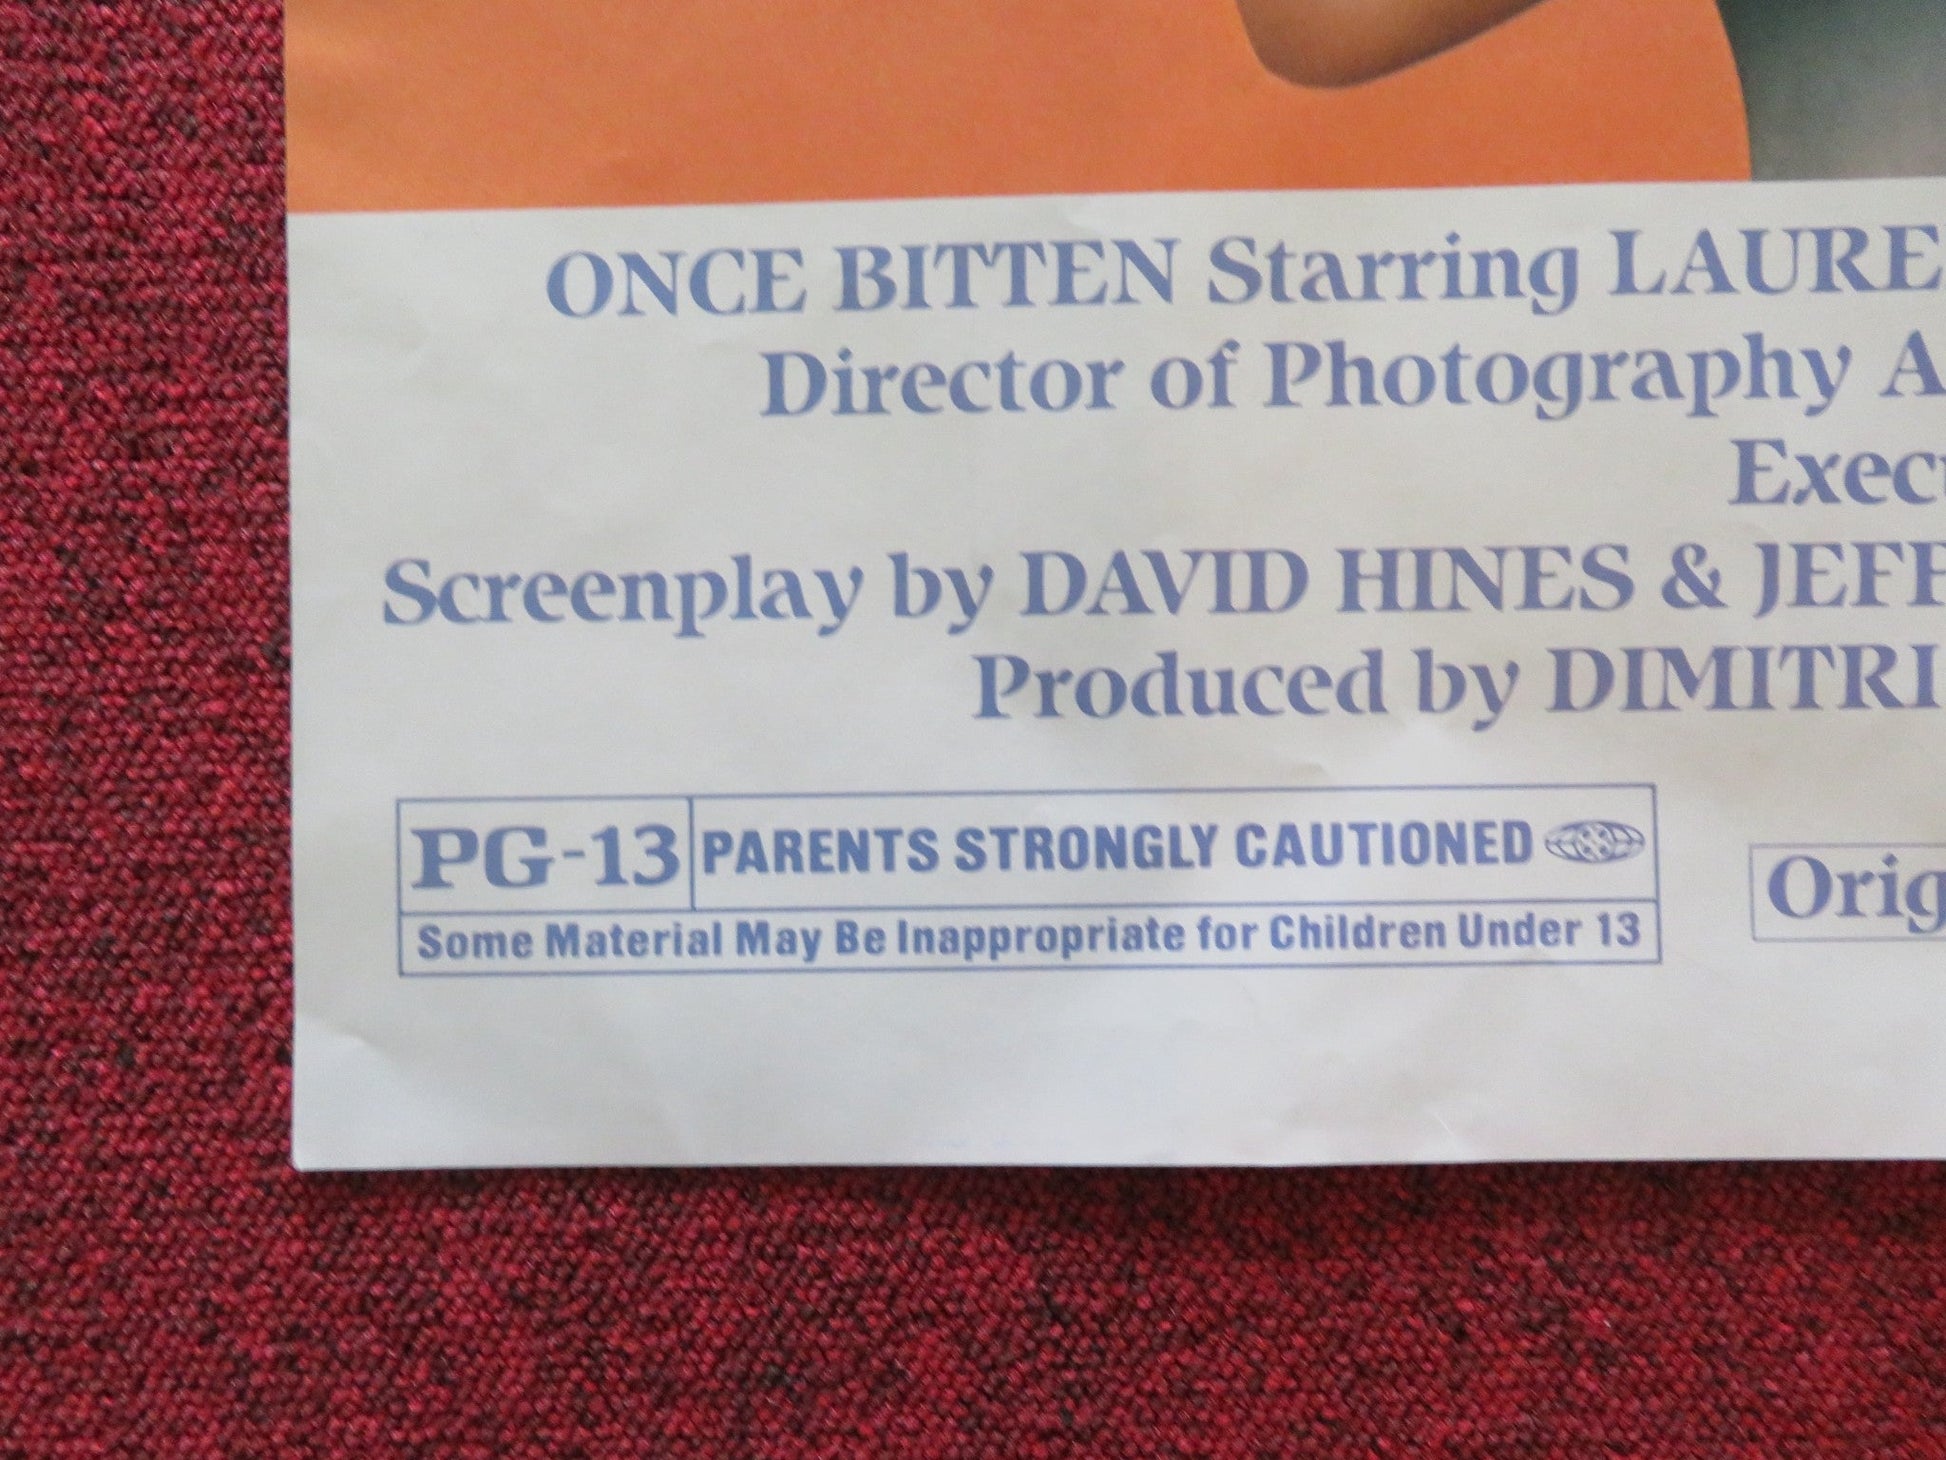 ONCE BITTEN Starring LAURE
Director of Photography A
Execu
Screenplay by DAVID HINES & JEFF
Produced by DIMITRI
PG-13 PARENTS STRONGLY CAUTIONED
Some Material May Be Inappropriate for Children Under 13
Orig